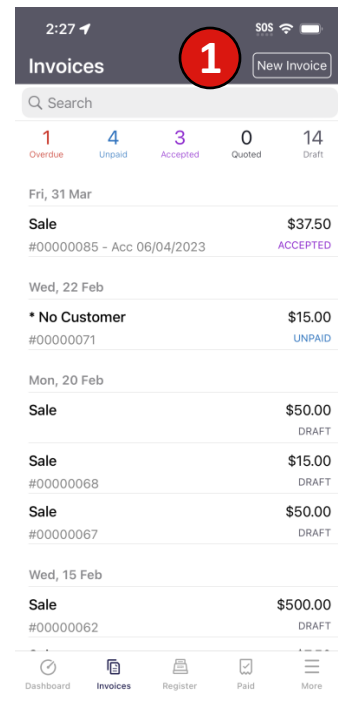 2:27 SOS
Invoices 1 New Invoice
Search
1 4 3 0 14
Overdue Unpaid Accepted Quoted Draft
Fri, 31 Mar
Sale $37.50
#00000085 - Acc 06/04/2023 ACCEPTED
Wed, 22 Feb
* No Customer $15.00
#00000071 UNPAID
Mon, 20 Feb
Sale $50.00
DRAFT
Sale $15.00
#00000068 DRAFT
Sale $50.00
#00000067 DRAFT
Wed, 15 Feb
Sale $500.00
#00000062 DRAFT
Dashboard Invoices Register Paid More